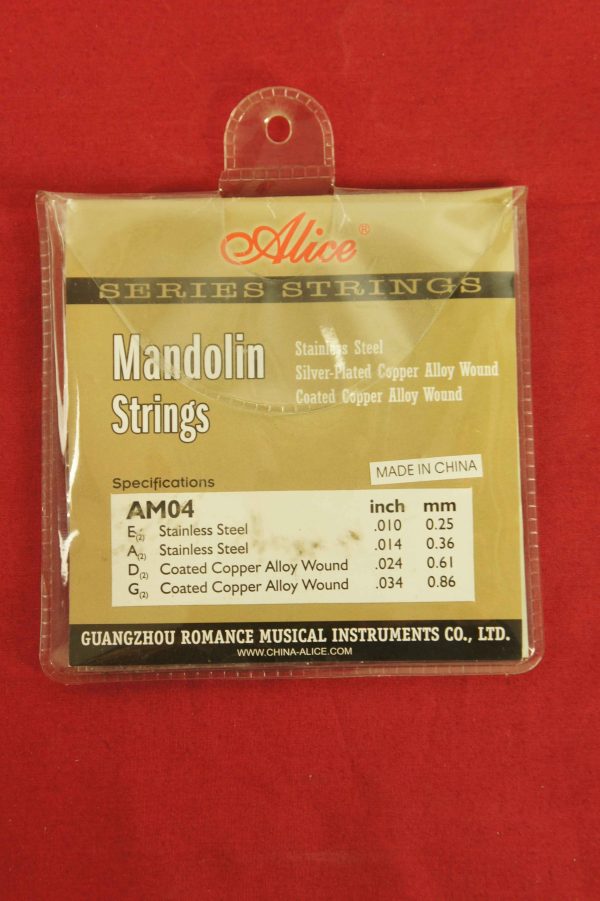 Alice®
SERIES STRINGS
Mandolin
Strings
Stainless Steel
Silver-Plated Copper Alloy Wound
Coated Copper Alloy Wound
MADE IN CHINA
Specifications
AM04 inch mm
E(2) Stainless Steel .010 0.25
A(2) Stainless Steel .014 0.36
D(2) Coated Copper Alloy Wound .024 0.61
G(2) Coated Copper Alloy Wound .034 0.86
GUANGZHOU ROMANCE MUSICAL INSTRUMENTS CO., LTD.
WWW.CHINA-ALICE.COM